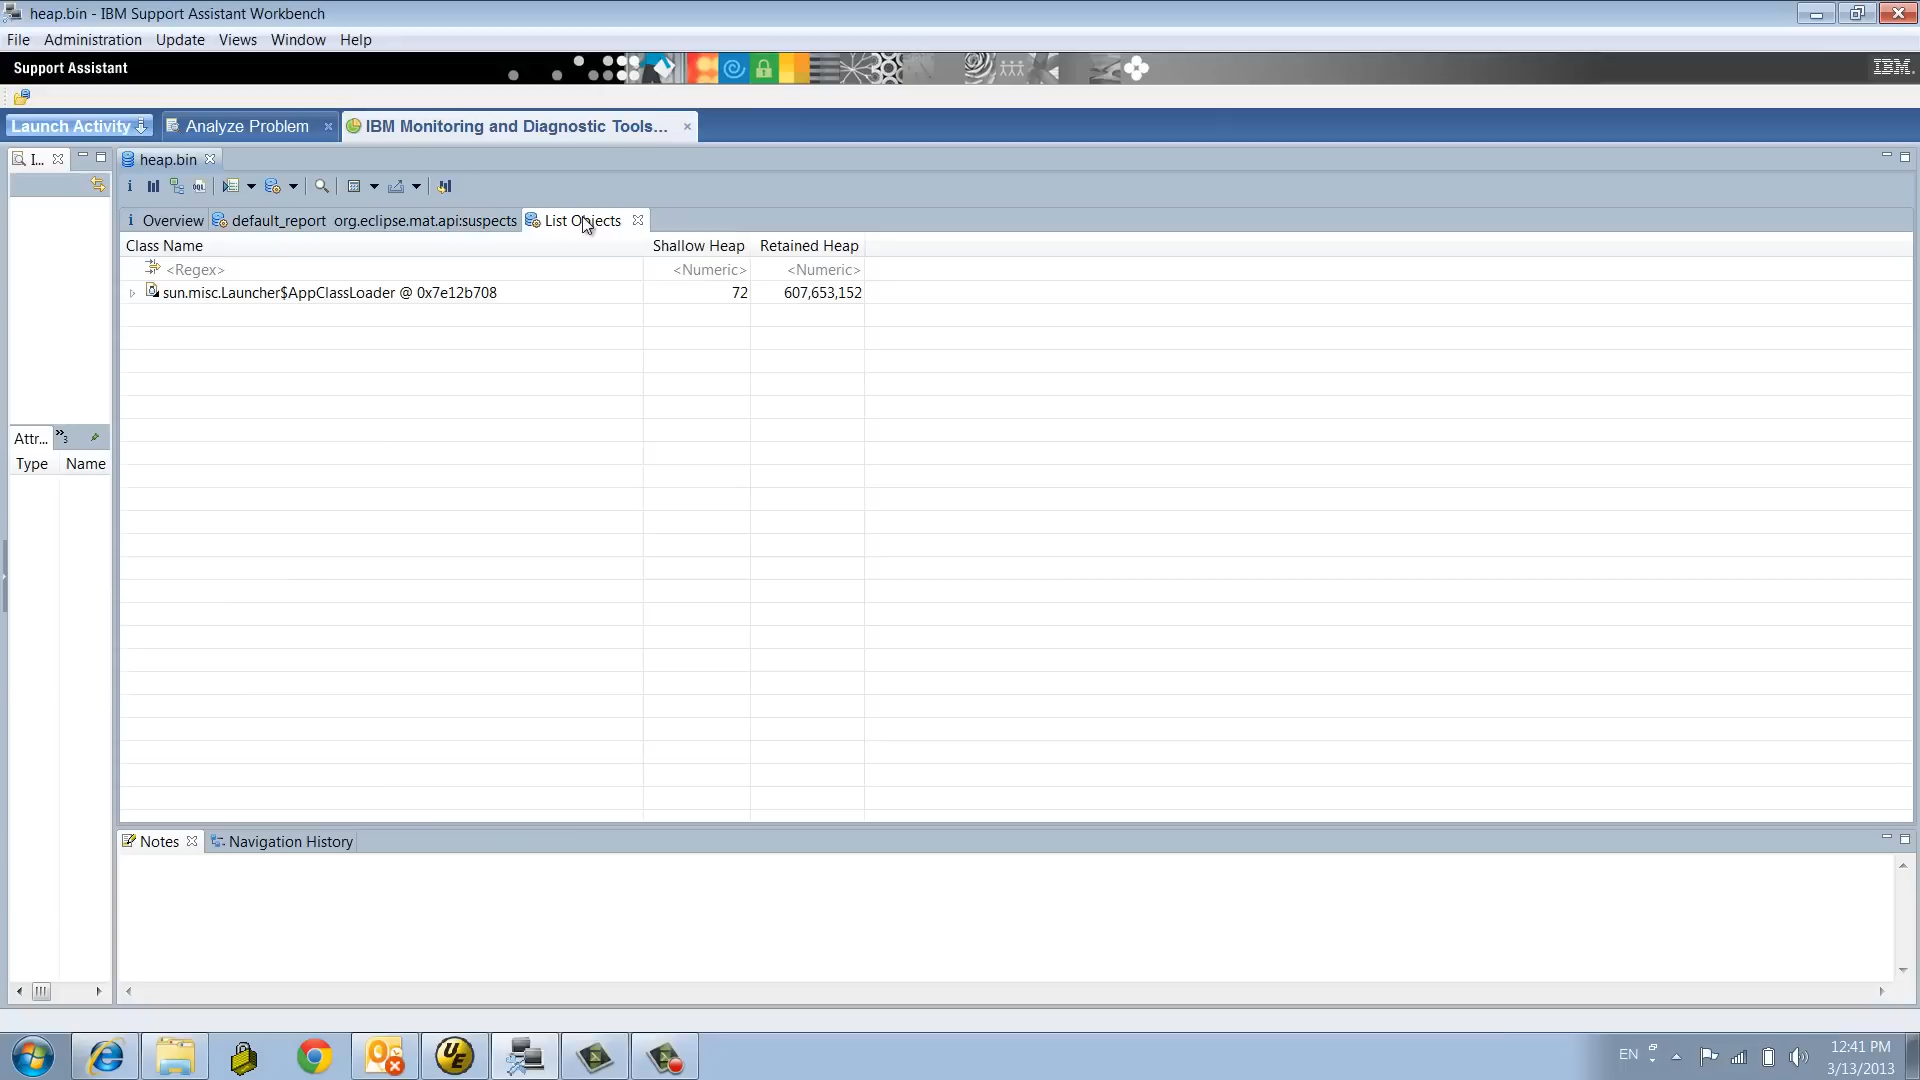 heap.bin - IBM Support Assistant Workbench
File Administration Update Views Window Help
Support Assistant
IBM
Launch Activity Analyze Problem IBM Monitoring and Diagnostic Tools...
I... heap.bin
i OQL
i Overview default_report org.eclipse.mat.api:suspects List Objects
Class Name Shallow Heap Retained Heap
<Regex> <Numeric> <Numeric>
sun.misc.Launcher$AppClassLoader @ 0x7e12b708 72 607,653,152
Attr... »3
Type Name
Notes Navigation History
UE
EN
12:41 PM
3/13/2013